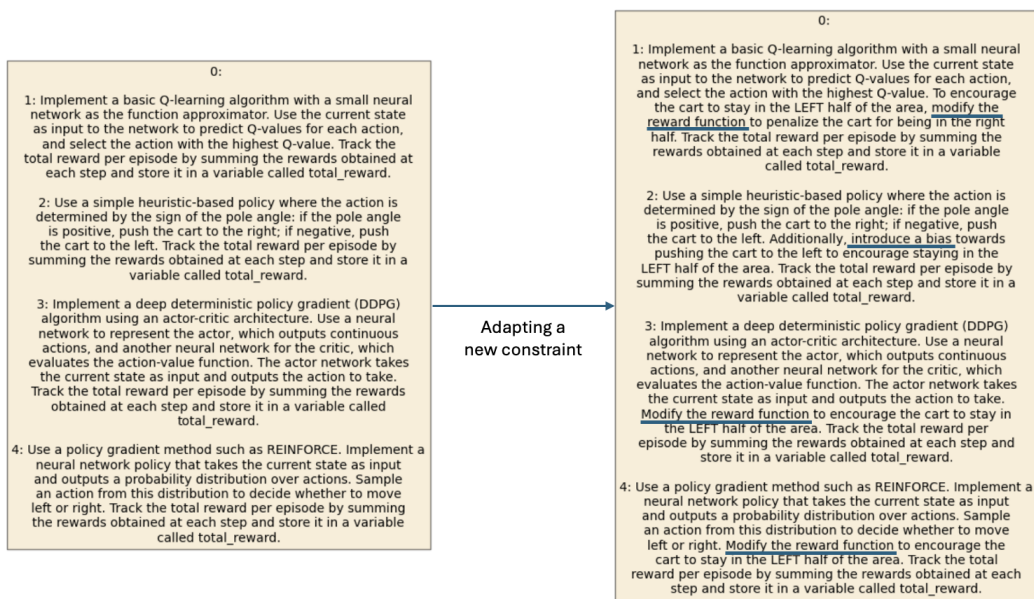 0:
1: Implement a basic Q-learning algorithm with a small neural
network as the function approximator. Use the current state
as input to the network to predict Q-values for each action,
and select the action with the highest Q-value. Track the
total reward per episode by summing the rewards obtained at
each step and store it in a variable called total_reward.
2: Use a simple heuristic-based policy where the action is
determined by the sign of the pole angle: if the pole angle
is positive, push the cart to the right; if negative, push
the cart to the left. Track the total reward per episode by
summing the rewards obtained at each step and store it in a
variable called total_reward.
3: Implement a deep deterministic policy gradient (DDPG)
algorithm using an actor-critic architecture. Use a neural
network to represent the actor, which outputs continuous
actions, and another neural network for the critic, which
evaluates the action-value function. The actor network takes
the current state as input and outputs the action to take.
Track the total reward per episode by summing the rewards
obtained at each step and store it in a variable called
total_reward.
4: Use a policy gradient method such as REINFORCE. Implement a
neural network policy that takes the current state as input
and outputs a probability distribution over actions. Sample
an action from this distribution to decide whether to move
left or right. Track the total reward per episode by summing
the rewards obtained at each step and store it in a variable
called total_reward.
Adapting a
new constraint
0:
1: Implement a basic Q-learning algorithm with a small neural
network as the function approximator. Use the current state
as input to the network to predict Q-values for each action,
and select the action with the highest Q-value. To encourage
the cart to stay in the LEFT half of the area, modify the
reward function to penalize the cart for being in the right
half. Track the total reward per episode by summing the
rewards obtained at each step and store it in a variable
called total_reward.
2: Use a simple heuristic-based policy where the action is
determined by the sign of the pole angle: if the pole angle
is positive, push the cart to the right; if negative, push
the cart to the left. Additionally, introduce a bias towards
pushing the cart to the left to encourage staying in the
LEFT half of the area. Track the total reward per episode by
summing the rewards obtained at each step and store it in a
variable called total_reward.
3: Implement a deep deterministic policy gradient (DDPG)
algorithm using an actor-critic architecture. Use a neural
network to represent the actor, which outputs continuous
actions, and another neural network for the critic, which
evaluates the action-value function. The actor network takes
the current state as input and outputs the action to take.
Modify the reward function to encourage the cart to stay in
the LEFT half of the area. Track the total reward per
episode by summing the rewards obtained at each step and
store it in a variable called total_reward.
4: Use a policy gradient method such as REINFORCE. Implement a
neural network policy that takes the current state as input
and outputs a probability distribution over actions. Sample
an action from this distribution to decide whether to move
left or right. Modify the reward function to encourage the
cart to stay in the LEFT half of the area. Track the total
reward per episode by summing the rewards obtained at each
step and store it in a variable called total_reward.